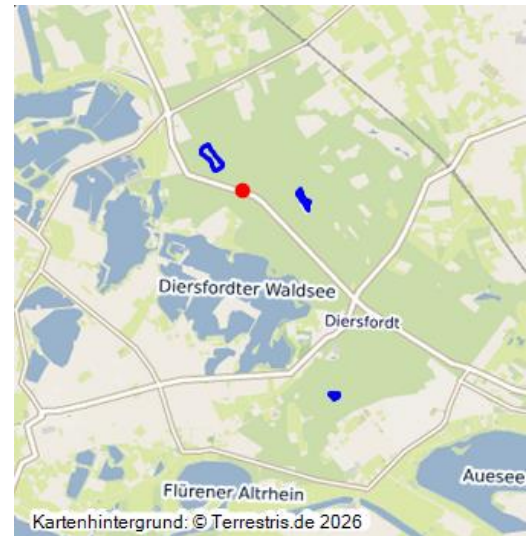 Diersfordter Waldsee
Diersfordt
Auesee
Flürener Altrhein
Kartenhintergrund: © Terrestris.de 2026